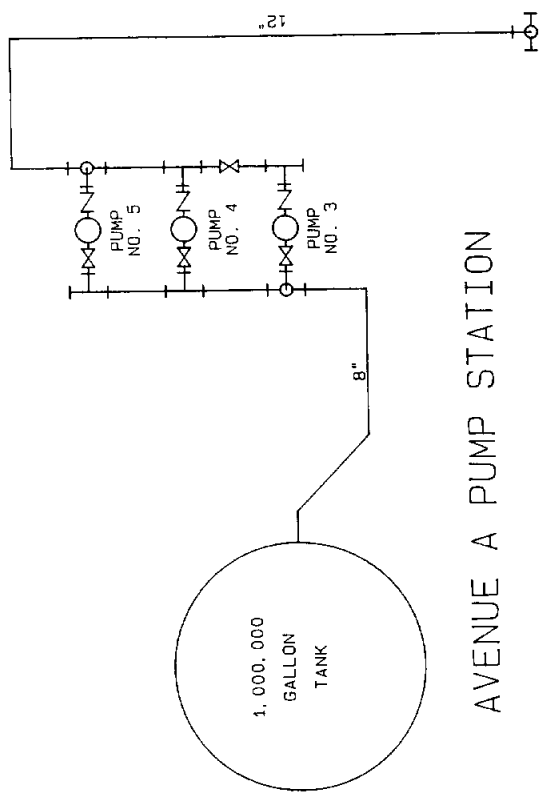 12"
PUMP
NO. 5
PUMP
NO. 4
PUMP
NO. 3
8"
1,000,000
GALLON
TANK
AVENUE A PUMP STATION